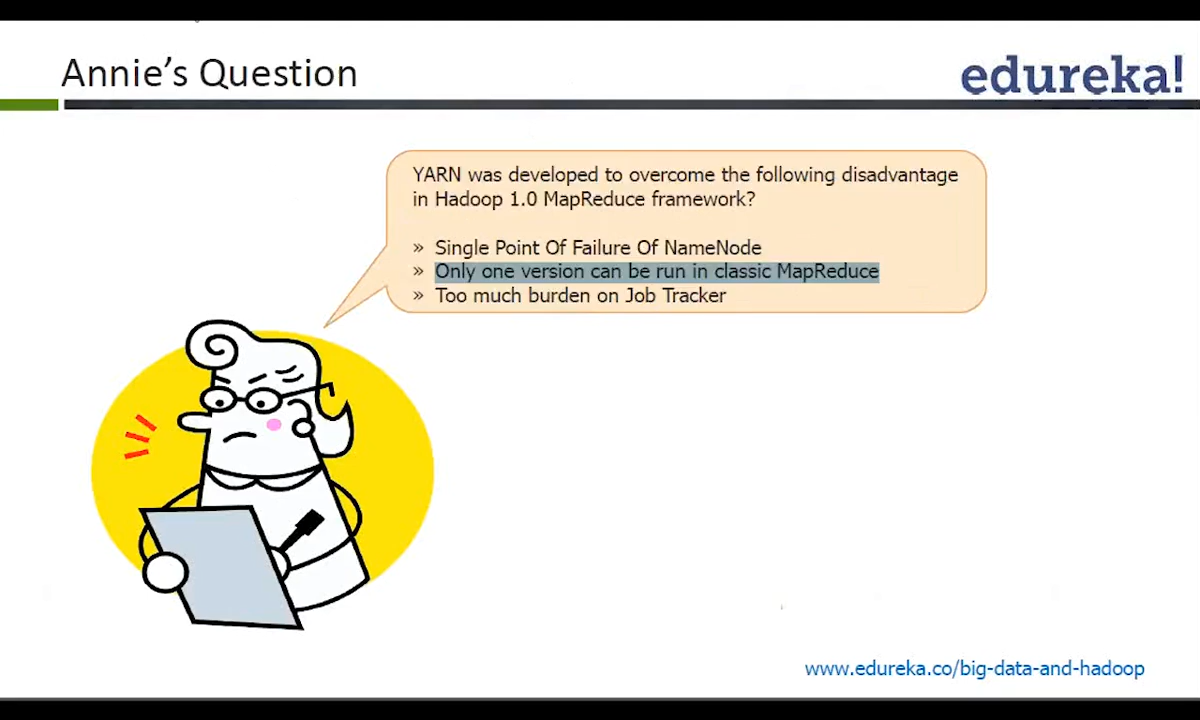 Annie's Question
edureka!
YARN was developed to overcome the following disadvantage
in Hadoop 1.0 MapReduce framework?
» Single Point Of Failure Of NameNode
» Only one version can be run in classic MapReduce
» Too much burden on Job Tracker
www.edureka.co/big-data-and-hadoop